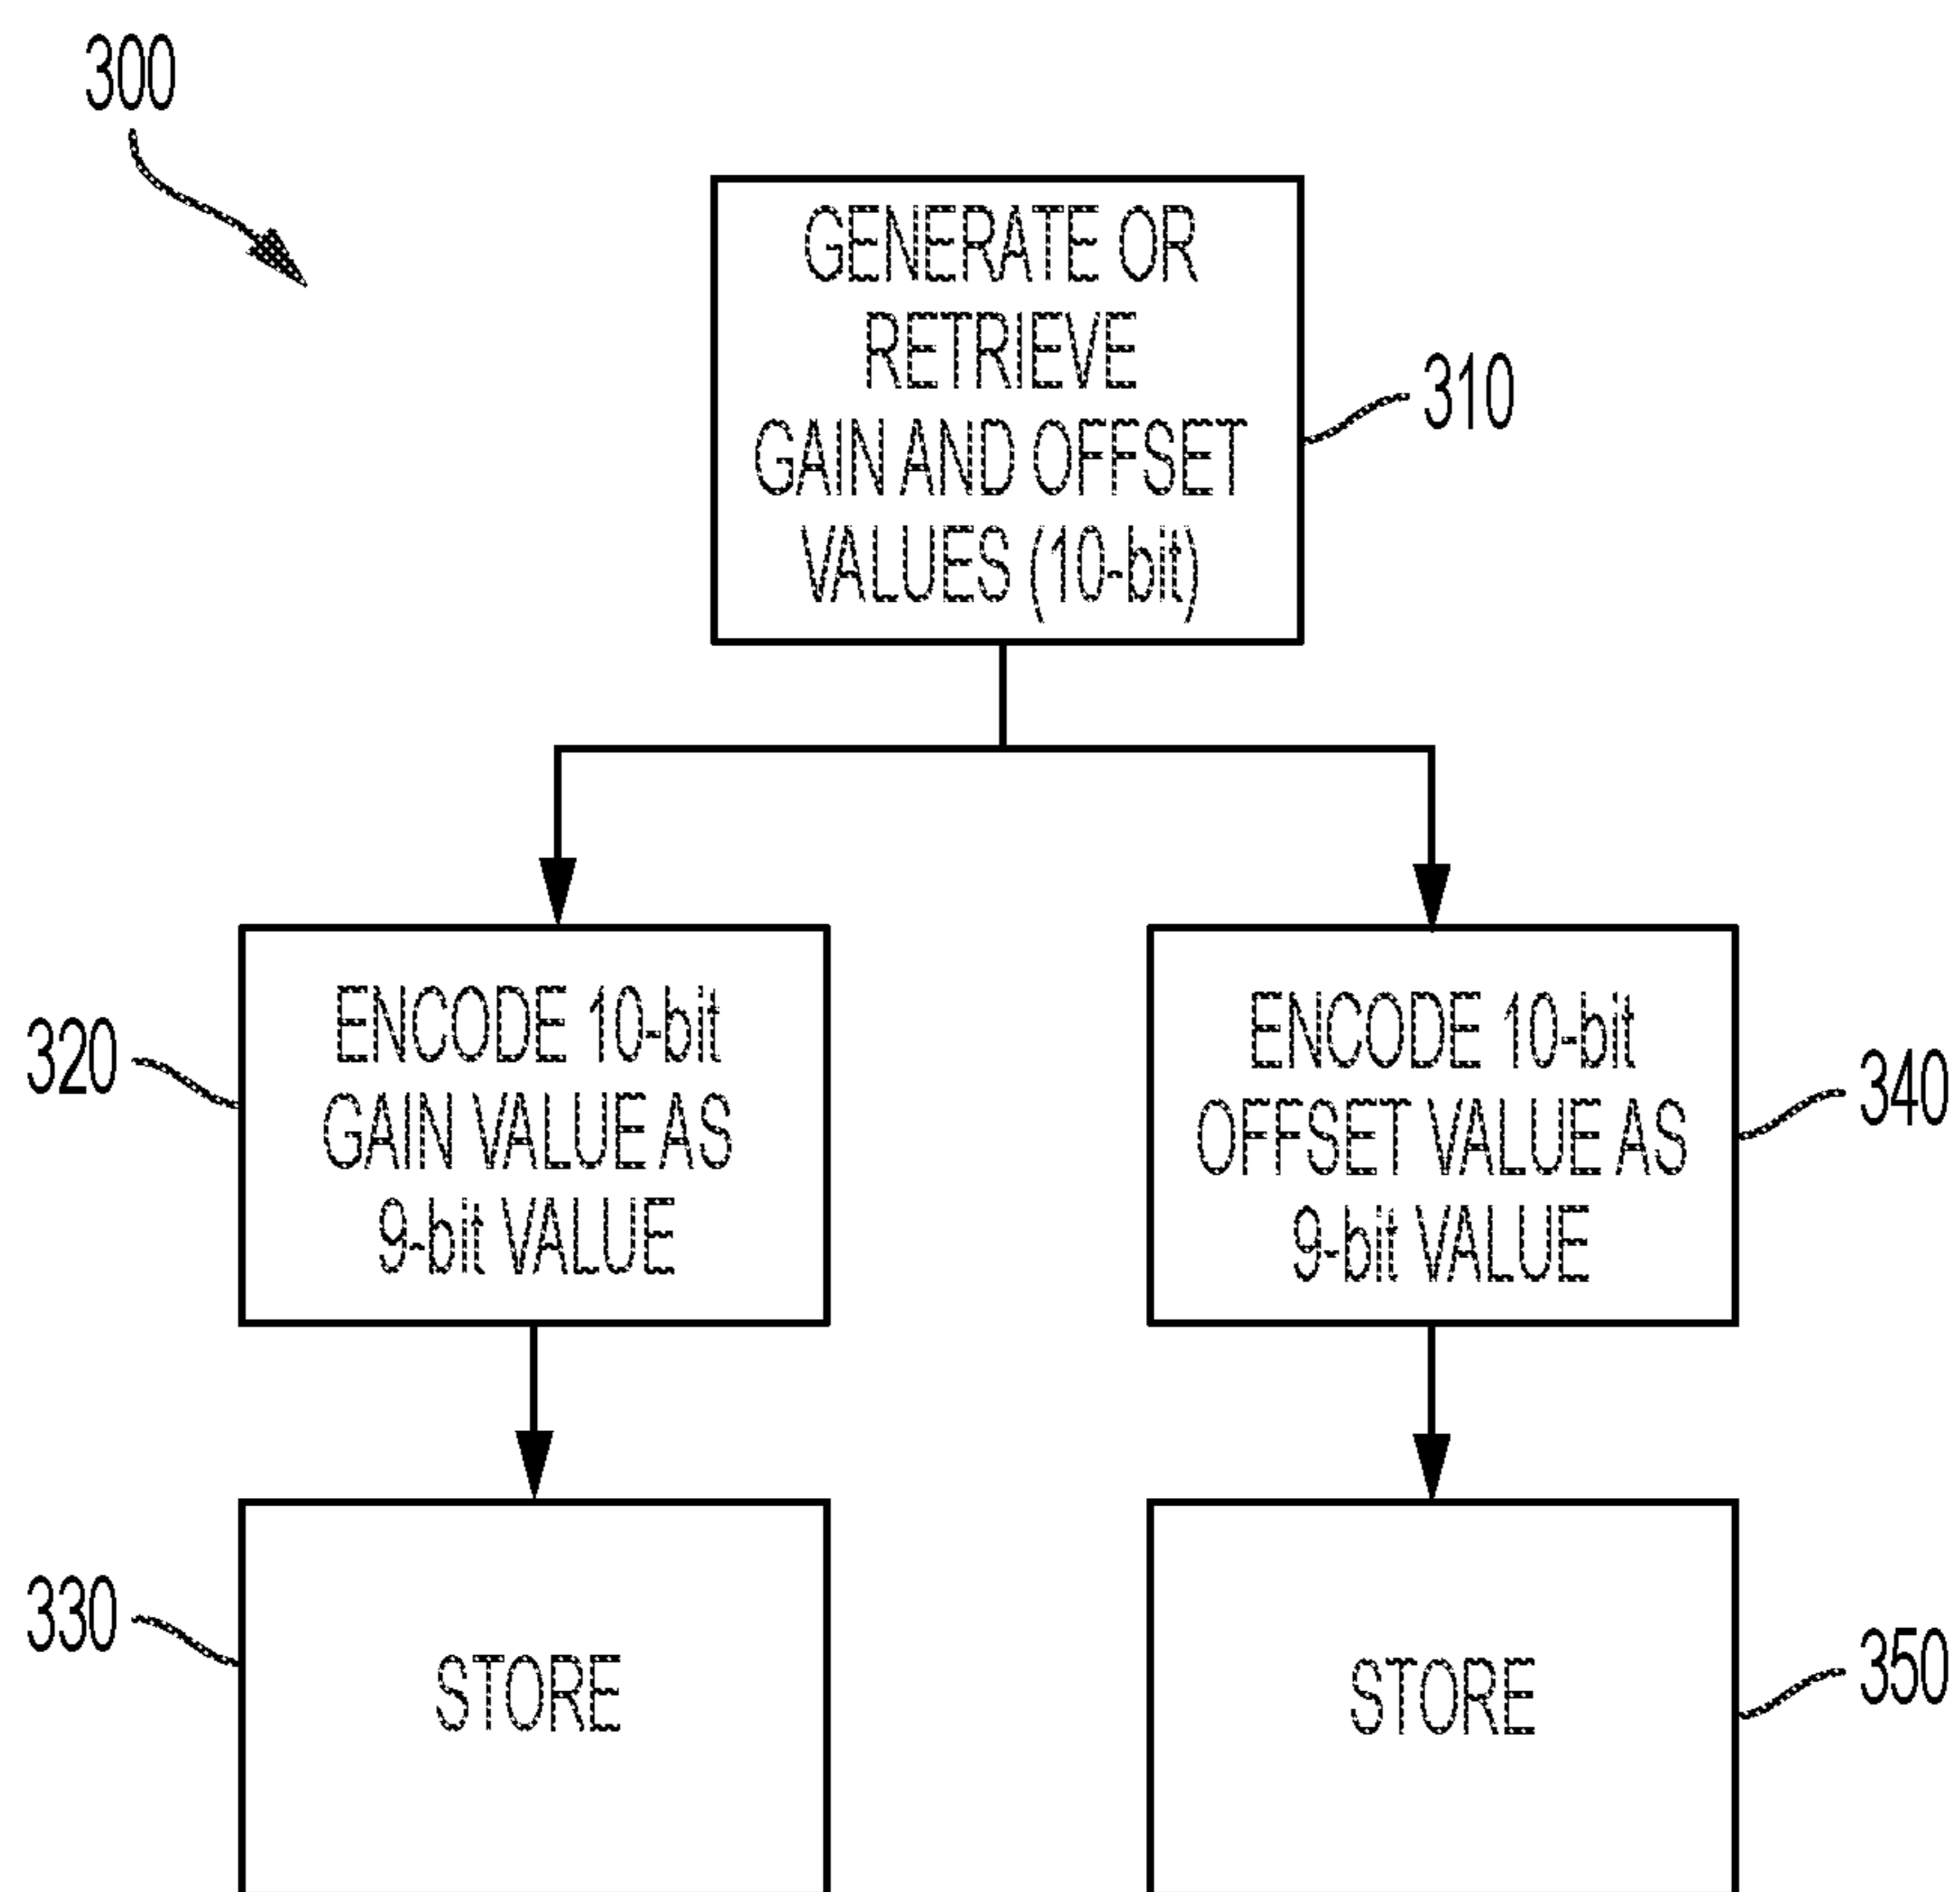 300
GENERATE OR
RETRIEVE
GAIN AND OFFSET
VALUES (10-bit)
310
320
ENCODE 10-bit
GAIN VALUE AS
9-bit VALUE
ENCODE 10-bit
OFFSET VALUE AS
9-bit VALUE
340
330
STORE
STORE
350